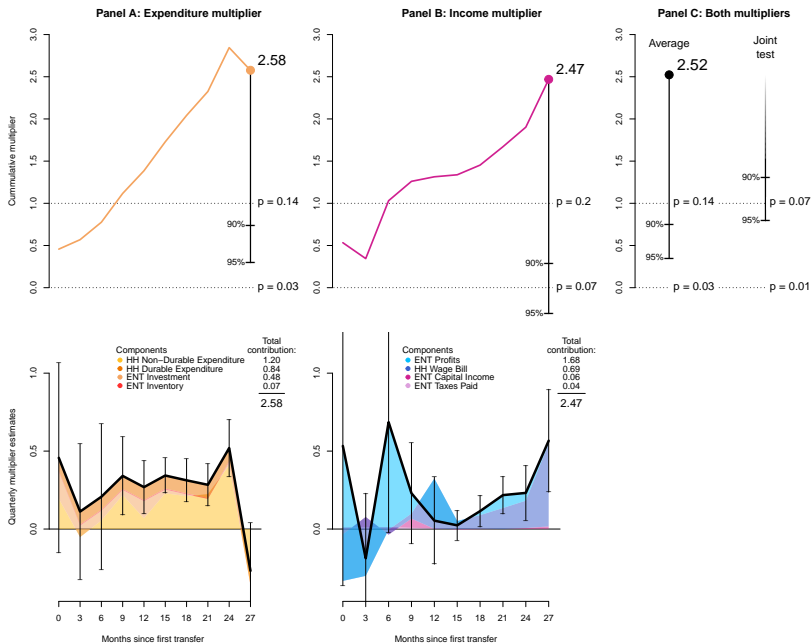 Panel A: Expenditure multiplier
Cummulative multiplier
3.0
2.5
2.0
1.5
1.0
0.5
0.0
2.58
p = 0.14
90%
95%
p = 0.03
Panel B: Income multiplier
3.0
2.5
2.0
1.5
1.0
0.5
0.0
2.47
p = 0.2
90%
p = 0.07
95%
Panel C: Both multipliers
3.0
2.5
2.0
1.5
1.0
0.5
0.0
Average
2.52
Joint
test
90%
p = 0.14
p = 0.07
90%
95%
95%
p = 0.03
p = 0.01
Quarterly multiplier estimates
1.0
0.5
0.0
Components
Total
contribution:
HH Non−Durable Expenditure 1.20
HH Durable Expenditure 0.84
ENT Investment 0.48
ENT Inventory 0.07
2.58
0 3 6 9 12 15 18 21 24 27
Months since first transfer
1.0
0.5
0.0
Components
Total
contribution:
ENT Profits 1.68
HH Wage Bill 0.69
ENT Capital Income 0.06
ENT Taxes Paid 0.04
2.47
0 3 6 9 12 15 18 21 24 27
Months since first transfer